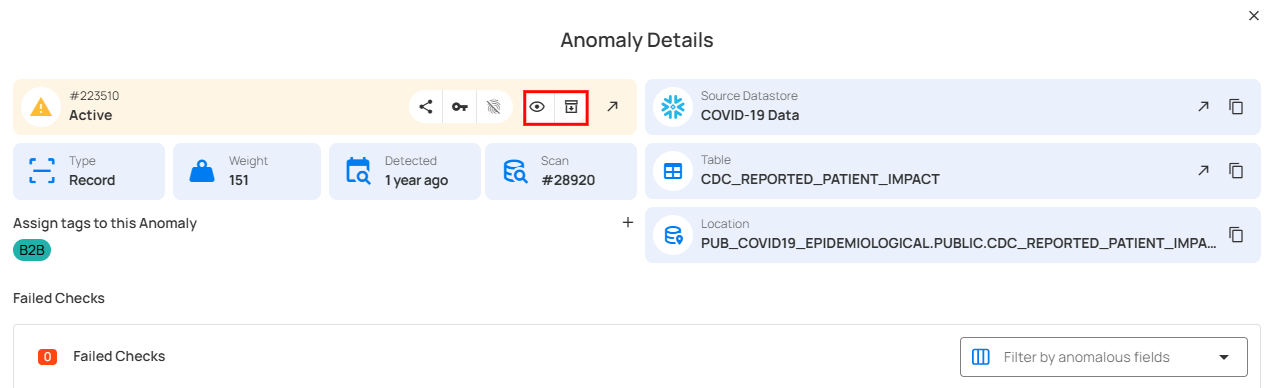 Anomaly Details
#223510
Active
Source Datastore
COVID-19 Data
Type
Record
Weight
151
Detected
1 year ago
Scan
#28920
Table
CDC_REPORTED_PATIENT_IMPACT
Assign tags to this Anomaly
B2B
Location
PUB_COVID19_EPIDEMIOLOGICAL.PUBLIC.CDC_REPORTED_PATIENT_IMPA...
Failed Checks
0 Failed Checks
Filter by anomalous fields